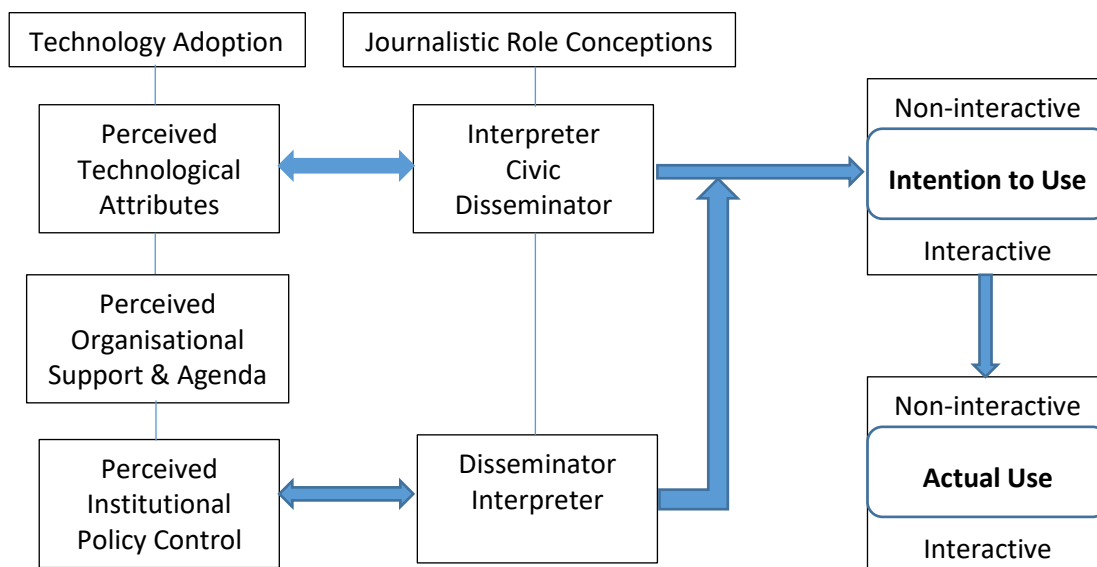 Technology Adoption
Journalistic Role Conceptions
Perceived
Technological
Attributes
Interpreter
Civic
Disseminator
Non-interactive
Intention to Use
Interactive
Perceived
Organisational
Support & Agenda
Perceived
Institutional
Policy Control
Disseminator
Interpreter
Non-interactive
Actual Use
Interactive